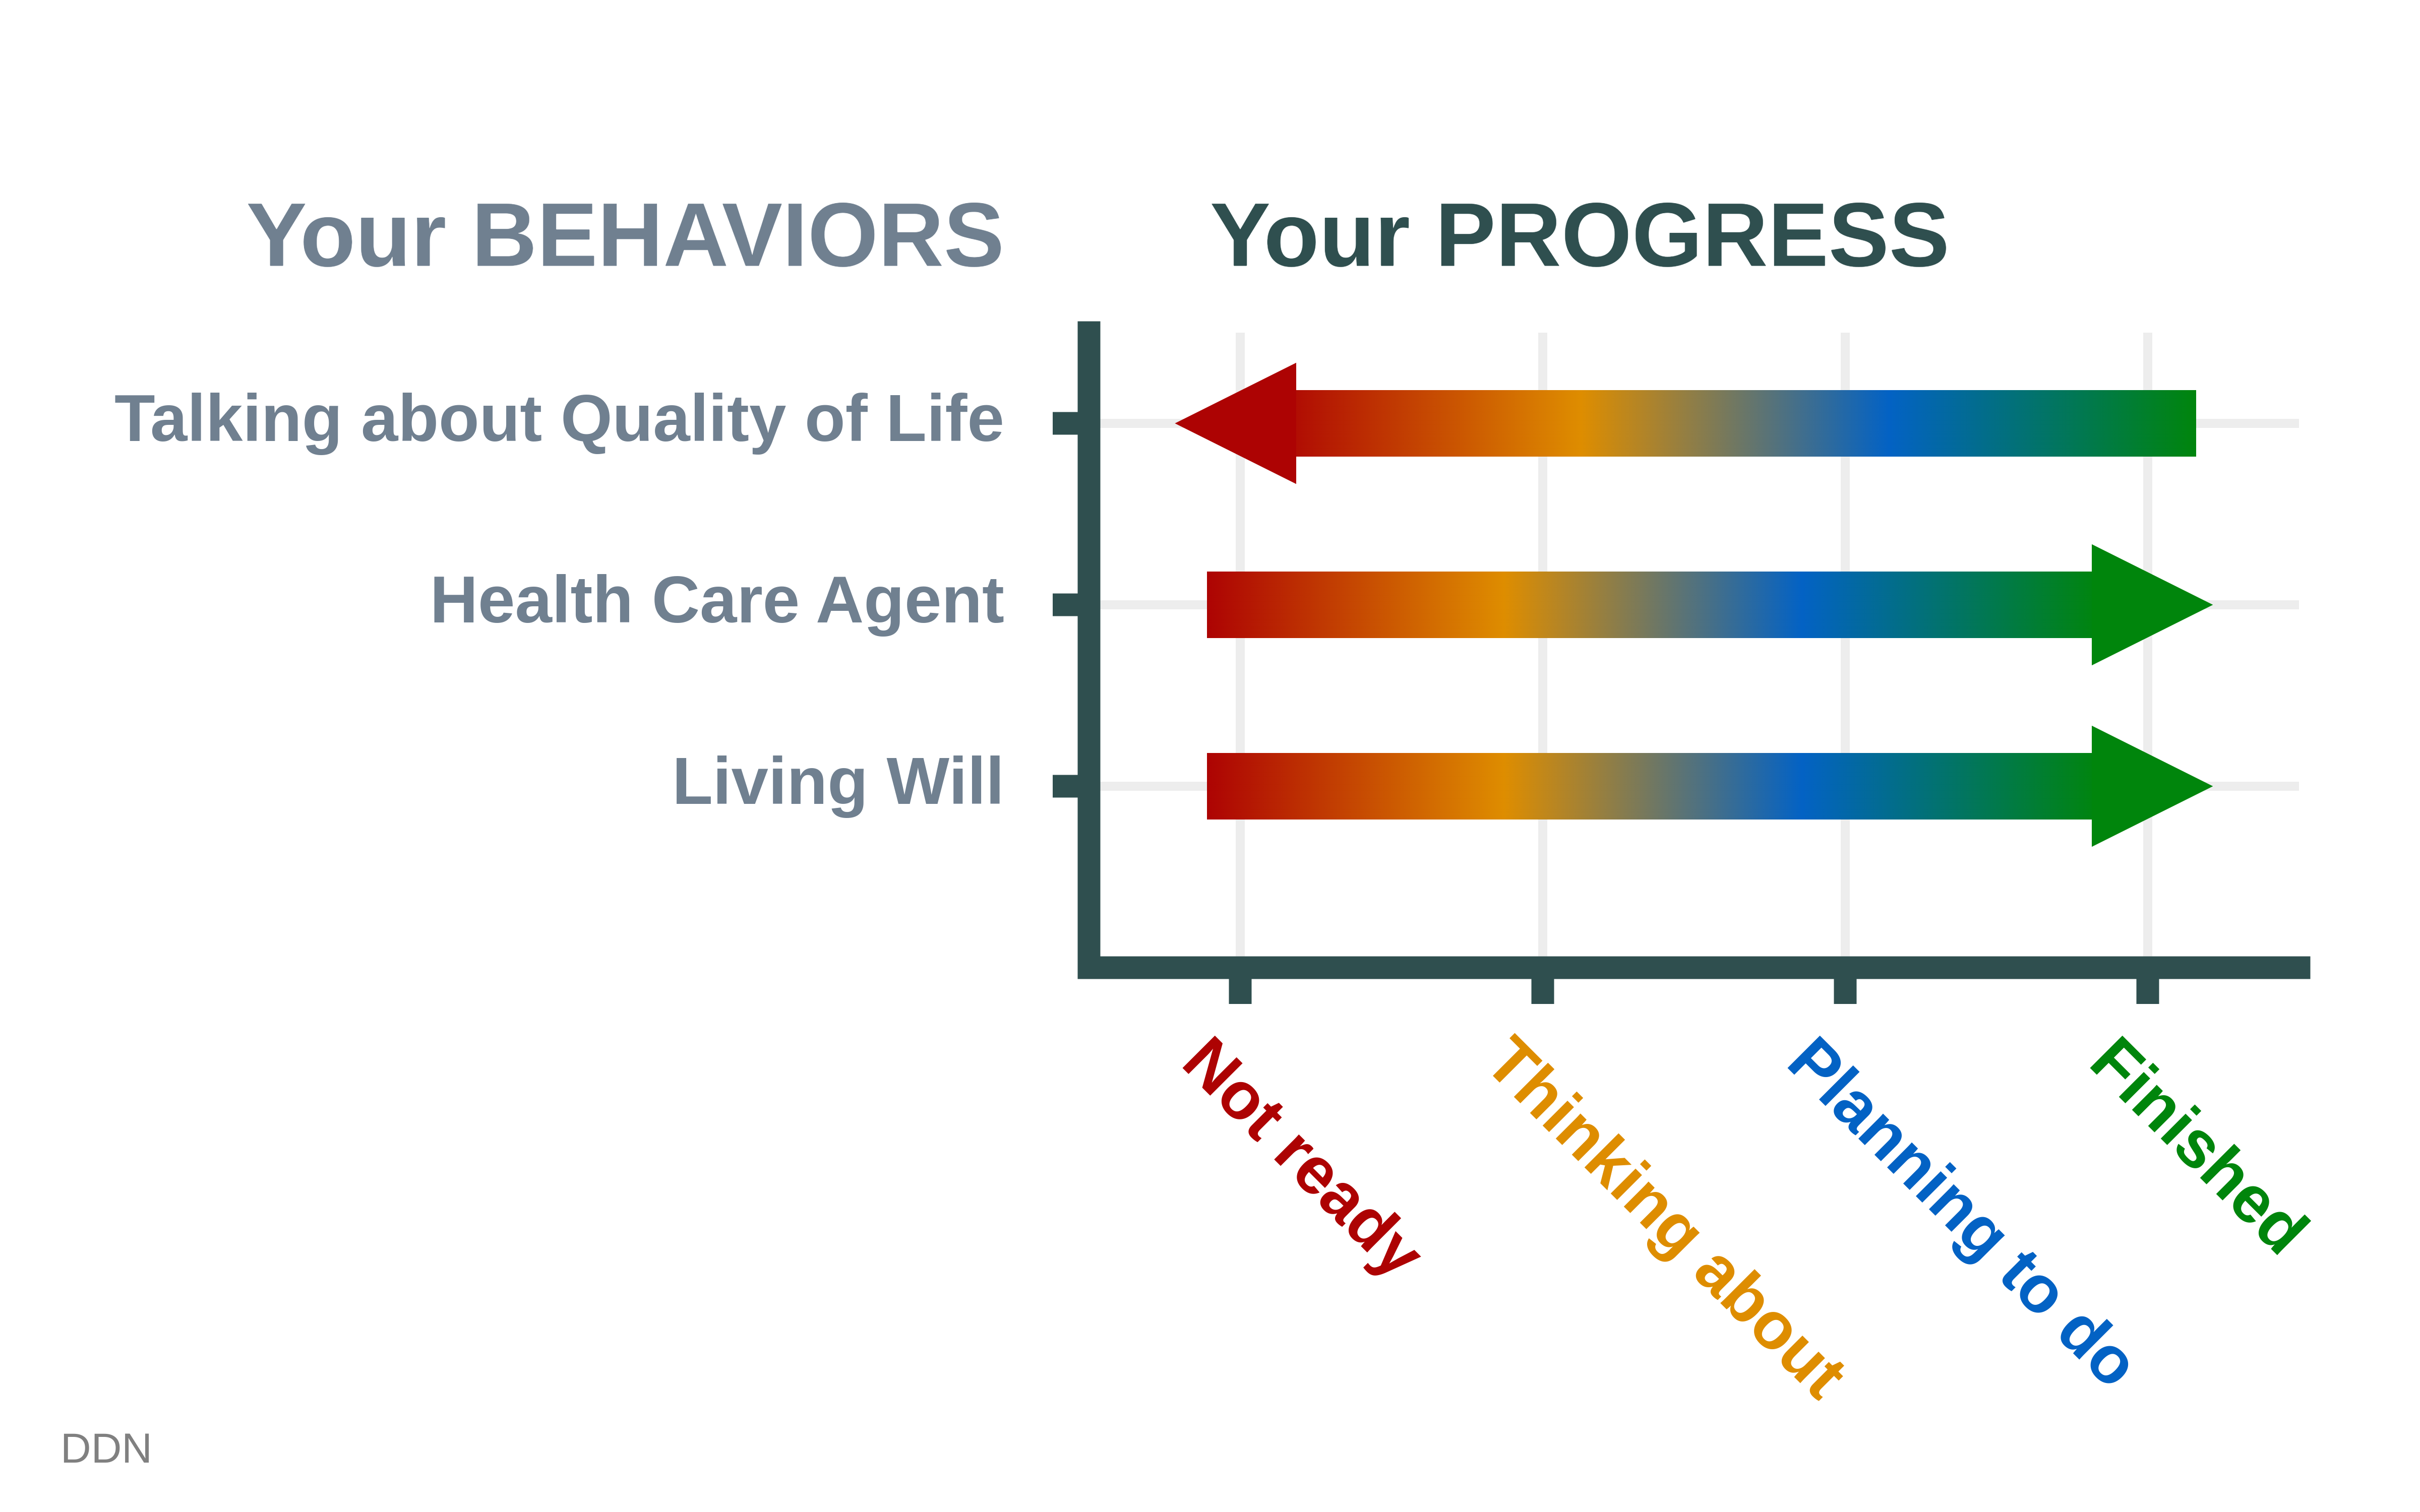 Your BEHAVIORS
Your PROGRESS
Talking about Quality of Life
Health Care Agent
Living Will
Not ready
Thinking about
Planning to do
Finished
DDN